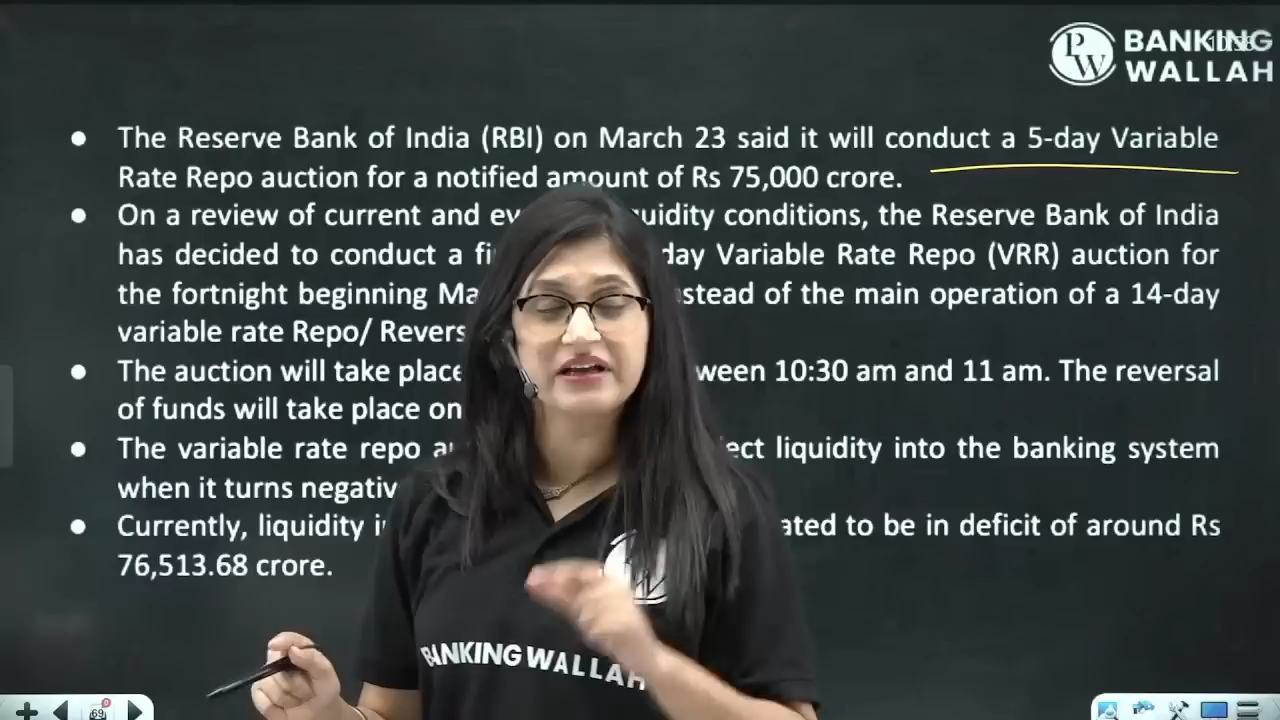 PW BANKING
WALLAH
● The Reserve Bank of India (RBI) on March 23 said it will conduct a 5-day Variable
Rate Repo auction for a notified amount of Rs 75,000 crore.
● On a review of current and ev uidity conditions, the Reserve Bank of India
has decided to conduct a fi day Variable Rate Repo (VRR) auction for
the fortnight beginning Ma stead of the main operation of a 14-day
variable rate Repo/ Revers
● The auction will take place ween 10:30 am and 11 am. The reversal
of funds will take place on
● The variable rate repo a ect liquidity into the banking system
when it turns negativ
● Currently, liquidity i ated to be in deficit of around Rs
76,513.68 crore.
BANKING WALLAH
69